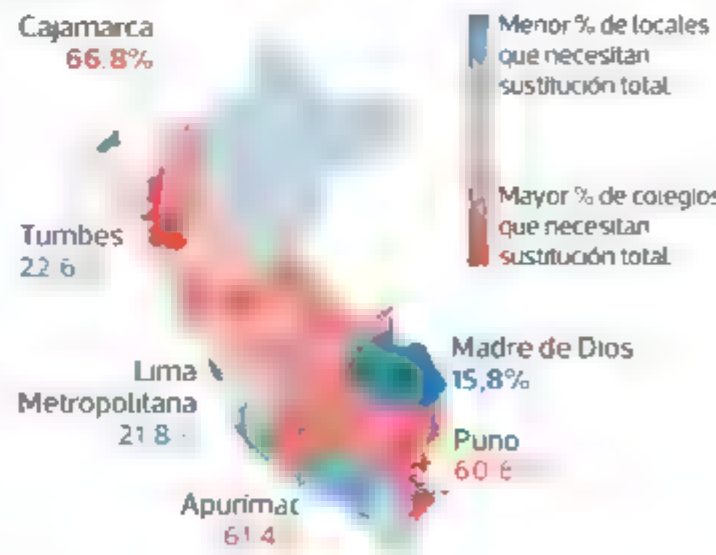 Cajamarca
66.8%
Menor % de locales
que necesitan
sustitución total
Mayor % de colegios
que necesitan
sustitución total
Tumbes
22 6
Madre de Dios
15,8%
Lima
Metropolitana
21 8
Puno
60 6
Apurímac
61 4